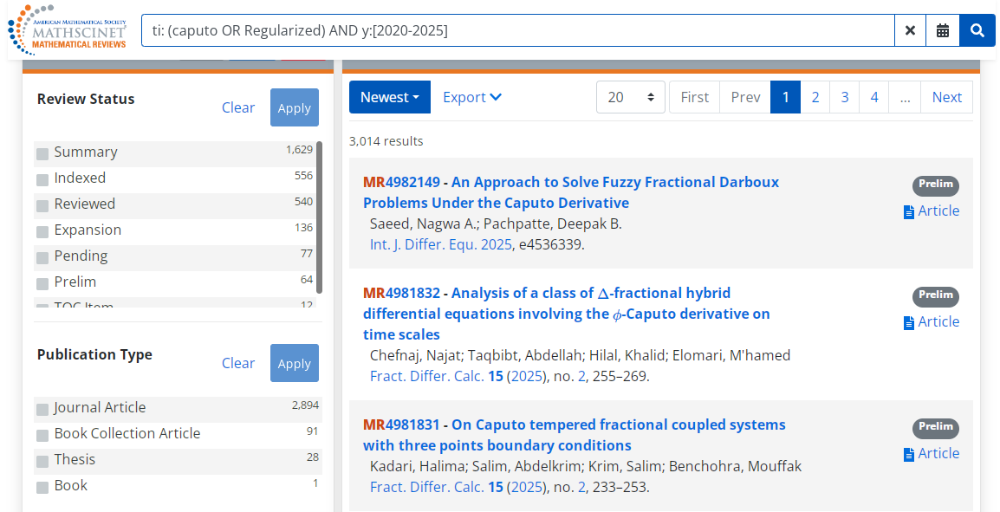 AMERICAN MATHEMATICAL SOCIETY
MATHSCINET
MATHEMATICAL REVIEWS
ti: (caputo OR Regularized) AND y:[2020-2025]
Review Status
Clear
Apply
Summary 1,629
Indexed 556
Reviewed 540
Expansion 136
Pending 77
Prelim 64
TOC Item 12
Publication Type
Clear
Apply
Journal Article 2,894
Book Collection Article 91
Thesis 28
Book 1
Newest Export 20 First Prev 1 2 3 4 ... Next
3,014 results
MR4982149 - An Approach to Solve Fuzzy Fractional Darboux
Problems Under the Caputo Derivative
Saeed, Nagwa A.; Pachpatte, Deepak B.
Int. J. Differ. Equ. 2025, e4536339.
Prelim
Article
MR4981832 - Analysis of a class of Δ-fractional hybrid
differential equations involving the ϕ-Caputo derivative on
time scales
Chefnaj, Najat; Taqbibt, Abdellah; Hilal, Khalid; Elomari, M'hamed
Fract. Differ. Calc. 15 (2025), no. 2, 255–269.
Prelim
Article
MR4981831 - On Caputo tempered fractional coupled systems
with three points boundary conditions
Kadari, Halima; Salim, Abdelkrim; Krim, Salim; Benchohra, Mouffak
Fract. Differ. Calc. 15 (2025), no. 2, 233–253.
Prelim
Article